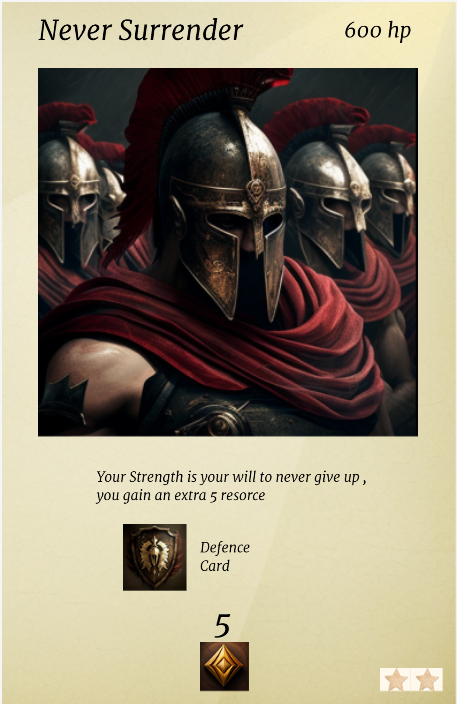 Never Surrender
600 hp
Your Strength is your will to never give up ,
you gain an extra 5 resorce
Defence
Card
5